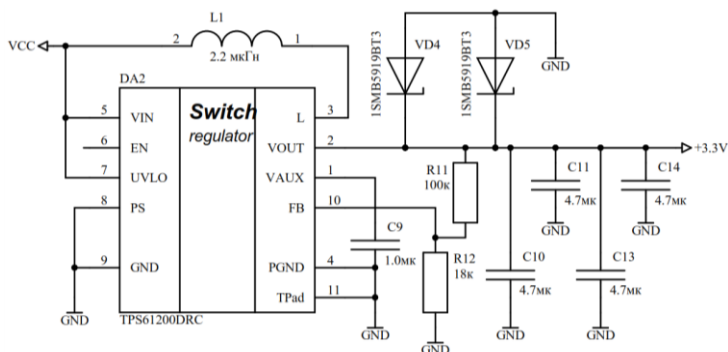 L1
VCC
2
1
2.2 мкГн
DA2
1SMB5919BT3
VD4
1SMB5919BT3
VD5
GND
Switch
regulator
5
VIN
L
3
6
EN
VOUT
2
+3.3V
7
UVLO
VAUX
1
8
PS
FB
10
R11
100к
C11
4.7мк
C14
4.7мк
GND
GND
C9
1.0мк
R12
18к
C10
4.7мк
C13
4.7мк
9
GND
PGND
4
TPad
11
GND
TPS61200DRC
GND
GND
GND
GND